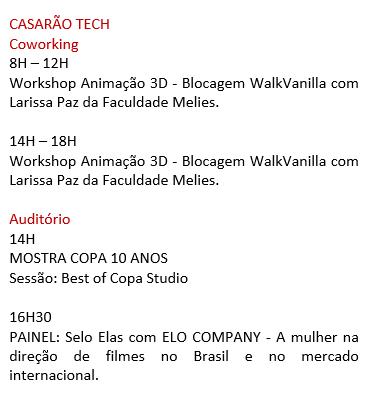 CASARÃO TECH
Coworking
8H – 12H
Workshop Animação 3D - Blocagem WalkVanilla com
Larissa Paz da Faculdade Melies.
14H – 18H
Workshop Animação 3D - Blocagem WalkVanilla com
Larissa Paz da Faculdade Melies.
Auditório
14H
MOSTRA COPA 10 ANOS
Sessão: Best of Copa Studio
16H30
PAINEL: Selo Elas com ELO COMPANY - A mulher na
direção de filmes no Brasil e no mercado
internacional.